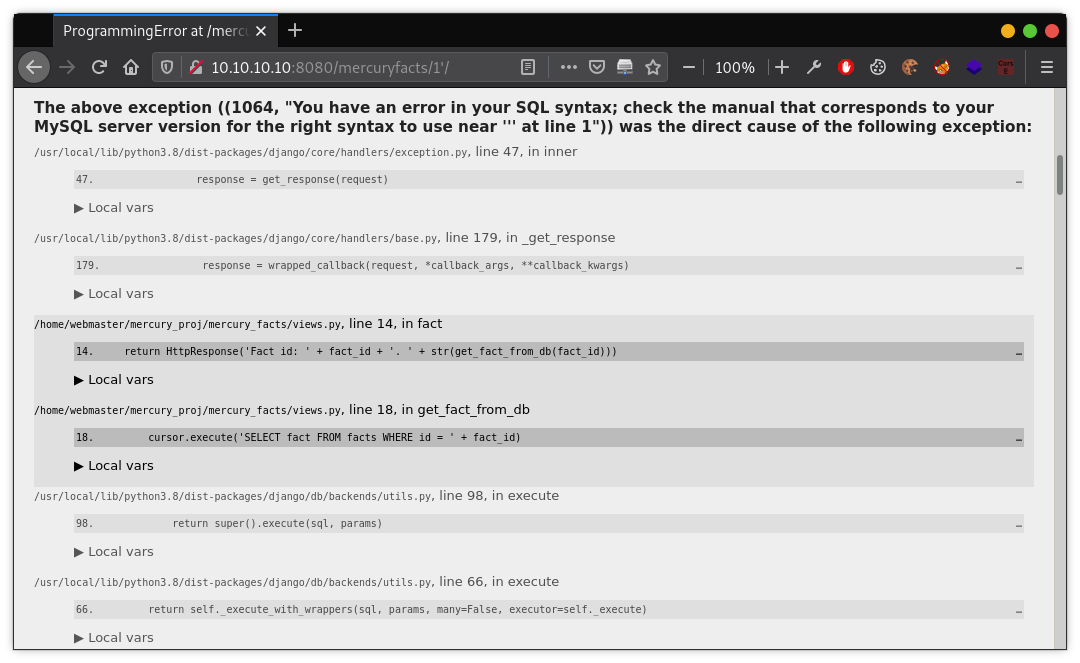 ProgrammingError at /merc
10.10.10.10:8080/mercuryfacts/1'/
100%
The above exception ((1064, "You have an error in your SQL syntax; check the manual that corresponds to your
MySQL server version for the right syntax to use near ''' at line 1")) was the direct cause of the following exception:
/usr/local/lib/python3.8/dist-packages/django/core/handlers/exception.py, line 47, in inner
47. response = get_response(request)
…
▶ Local vars
/usr/local/lib/python3.8/dist-packages/django/core/handlers/base.py, line 179, in _get_response
179. response = wrapped_callback(request, *callback_args, **callback_kwargs)
…
▶ Local vars
/home/webmaster/mercury_proj/mercury_facts/views.py, line 14, in fact
14. return HttpResponse('Fact id: ' + fact_id + '. ' + str(get_fact_from_db(fact_id)))
…
▶ Local vars
/home/webmaster/mercury_proj/mercury_facts/views.py, line 18, in get_fact_from_db
18. cursor.execute('SELECT fact FROM facts WHERE id = ' + fact_id)
…
▶ Local vars
/usr/local/lib/python3.8/dist-packages/django/db/backends/utils.py, line 98, in execute
98. return super().execute(sql, params)
…
▶ Local vars
/usr/local/lib/python3.8/dist-packages/django/db/backends/utils.py, line 66, in execute
66. return self._execute_with_wrappers(sql, params, many=False, executor=self._execute)
…
▶ Local vars